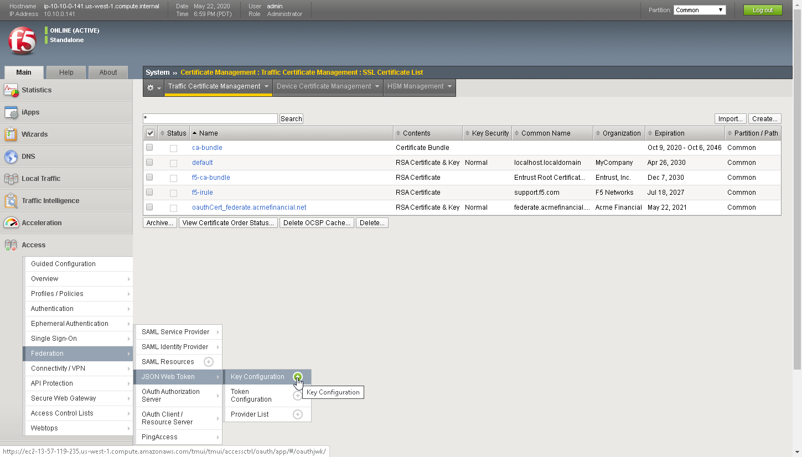 Hostname ip-10-10-0-141.us-west-1.compute.internal Date May 22, 2020 User admin
IP Address 10.10.0.141 Time 6:59 PM (PDT) Role Administrator
Partition: Common Log out
f5
ONLINE (ACTIVE)
Standalone
Main Help About
System » Certificate Management : Traffic Certificate Management : SSL Certificate List
Traffic Certificate Management Device Certificate Management HSM Management
Statistics
iApps
Wizards
DNS
Local Traffic
Traffic Intelligence
Acceleration
Access
Guided Configuration
Overview
Profiles / Policies
Authentication
Ephemeral Authentication
Single Sign-On
Federation
Connectivity / VPN
API Protection
Secure Web Gateway
Access Control Lists
Webtops
* Search Import... Create...
Status Name Contents Key Security Common Name Organization Expiration Partition / Path
ca-bundle Certificate Bundle Oct 9, 2020 - Oct 6, 2046 Common
default RSA Certificate & Key Normal localhost.localdomain MyCompany Apr 26, 2030 Common
f5-ca-bundle RSA Certificate Entrust Root Certificat... Entrust, Inc. Dec 7, 2030 Common
f5-irule RSA Certificate support.f5.com F5 Networks Jul 18, 2027 Common
oauthCert_federate.acmefinancial.net RSA Certificate & Key Normal federate.acmefinancial.... Acme Financial May 22, 2021 Common
Archive... View Certificate Order Status... Delete OCSP Cache... Delete...
SAML Service Provider
SAML Identity Provider
SAML Resources
JSON Web Token
OAuth Authorization
Server
OAuth Client /
Resource Server
PingAccess
Key Configuration
Token
Configuration
Provider List
Key Configuration
https://ec2-13-57-119-235.us-west-1.compute.amazonaws.com/tmui/tmui/accessctrl/oauth/app/#/oauthjwk/